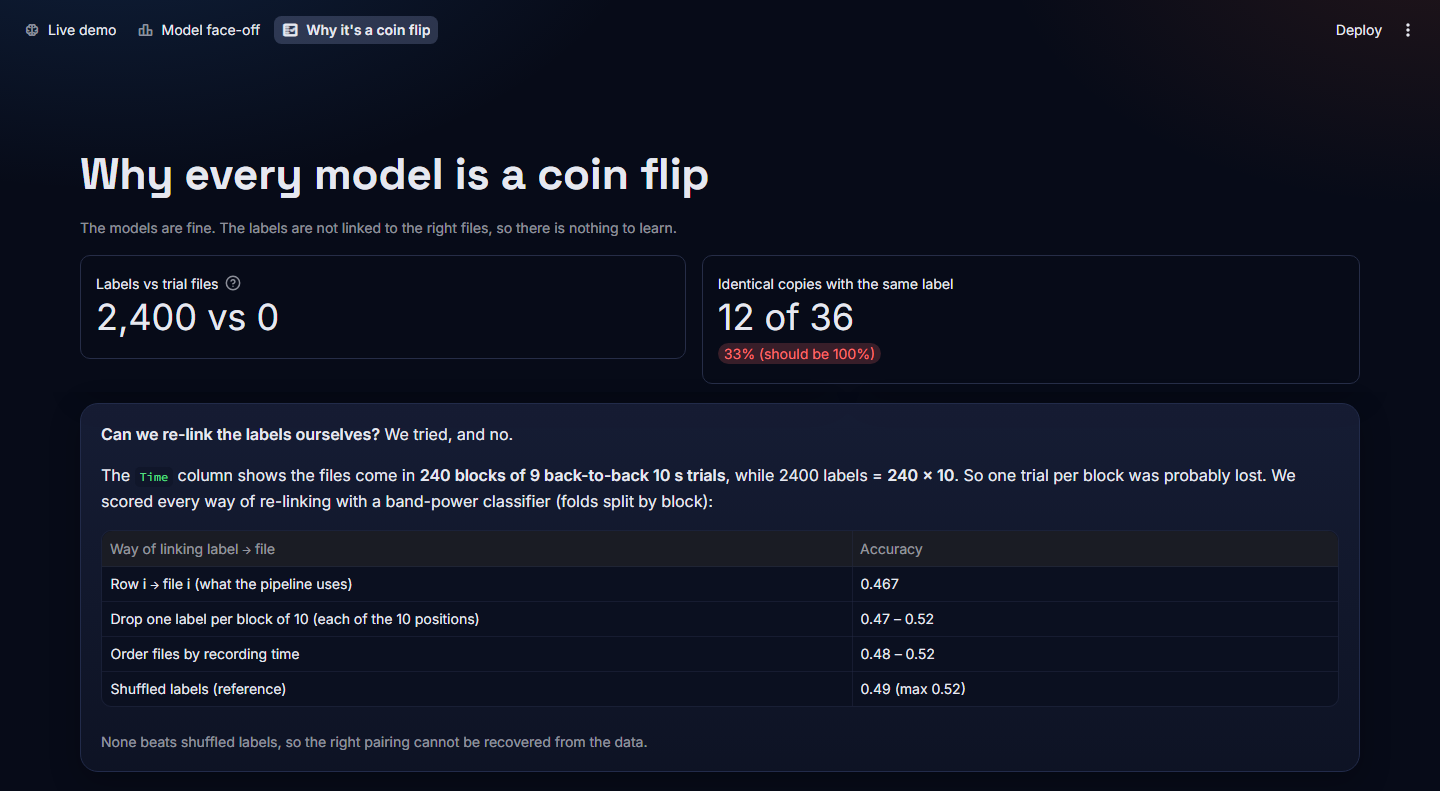 Live demo
Model face-off
Why it's a coin flip
Deploy
Why every model is a coin flip
The models are fine. The labels are not linked to the right files, so there is nothing to learn.
Labels vs trial files
2,400 vs 0
Identical copies with the same label
12 of 36
33% (should be 100%)
Can we re-link the labels ourselves? We tried, and no.
The Time column shows the files come in 240 blocks of 9 back-to-back 10 s trials, while 2400 labels = 240 × 10. So one trial per block was probably lost. We
scored every way of re-linking with a band-power classifier (folds split by block):
Way of linking label → file
Accuracy
Row i → file i (what the pipeline uses)
0.467
Drop one label per block of 10 (each of the 10 positions)
0.47 – 0.52
Order files by recording time
0.48 – 0.52
Shuffled labels (reference)
0.49 (max 0.52)
None beats shuffled labels, so the right pairing cannot be recovered from the data.